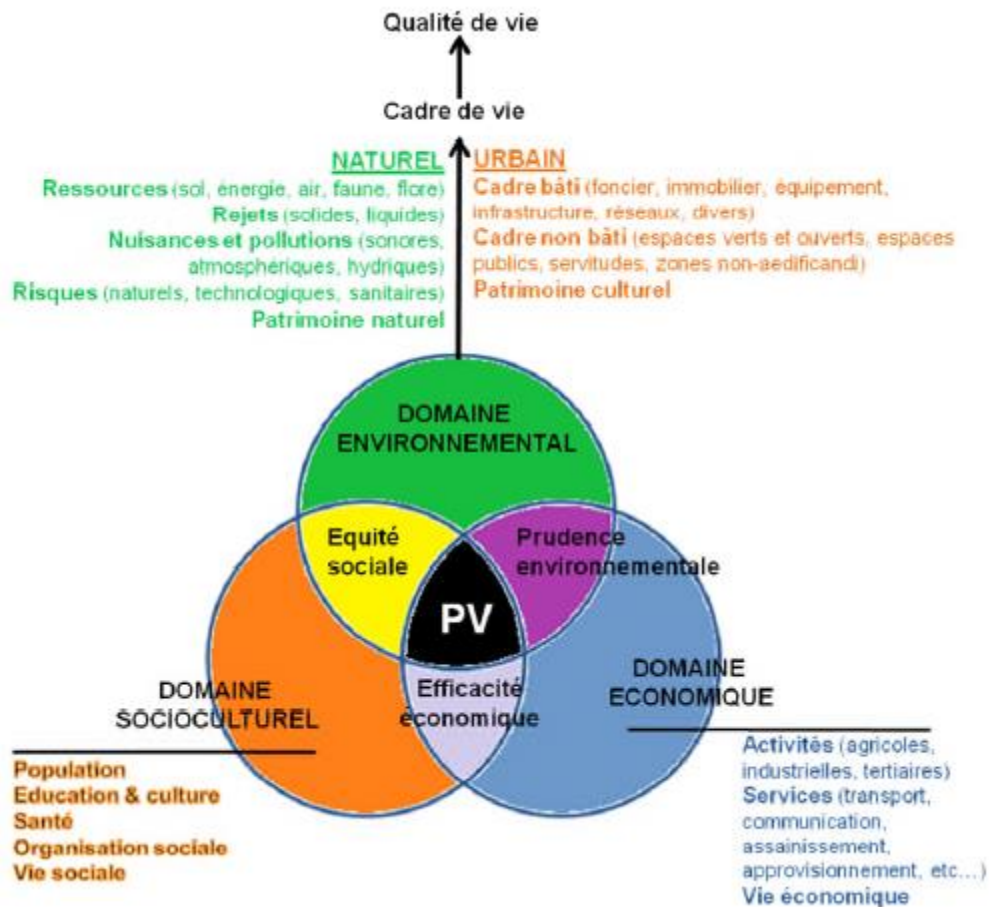 Qualité de vie
Cadre de vie
NATUREL
Ressources (sol, énergie, air, faune, flore)
Rejets (solides, liquides)
Nuisances et pollutions (sonores,
atmosphériques, hydriques)
Risques (naturels, technologiques, sanitaires)
Patrimoine naturel
URBAIN
Cadre bâti (foncier, immobilier, équipement,
infrastructure, réseaux, divers)
Cadre non bâti (espaces verts et ouverts, espaces
publics, servitudes, zones non-aedificandi)
Patrimoine culturel
DOMAINE
ENVIRONNEMENTAL
Equité
sociale
Prudence
environnementale
PV
DOMAINE
SOCIOCULTUREL
Efficacité
économique
DOMAINE
ECONOMIQUE
Population
Education & culture
Santé
Organisation sociale
Vie sociale
Activités (agricoles,
industrielles, tertiaires)
Services (transport,
communication,
assainissement,
approvisionnement, etc...)
Vie économique